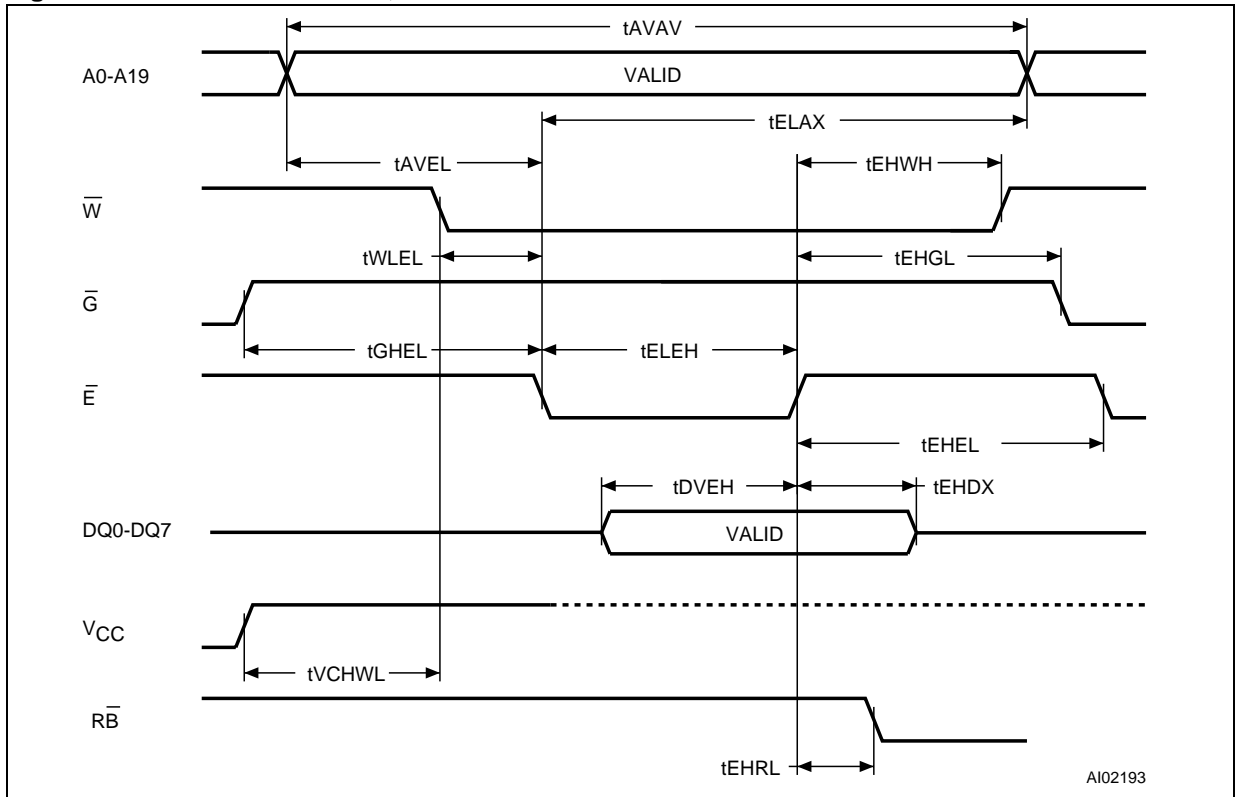 tAVAV
A0-A19
VALID
tELAX
tAVEL
tEHWH
W̅
tWLEL
tEHGL
G̅
tGHEL
tELEH
E̅
tEHEL
tDVEH
tEHDX
DQ0-DQ7
VALID
VCC
tVCHWL
RB̅
tEHRL
AI02193